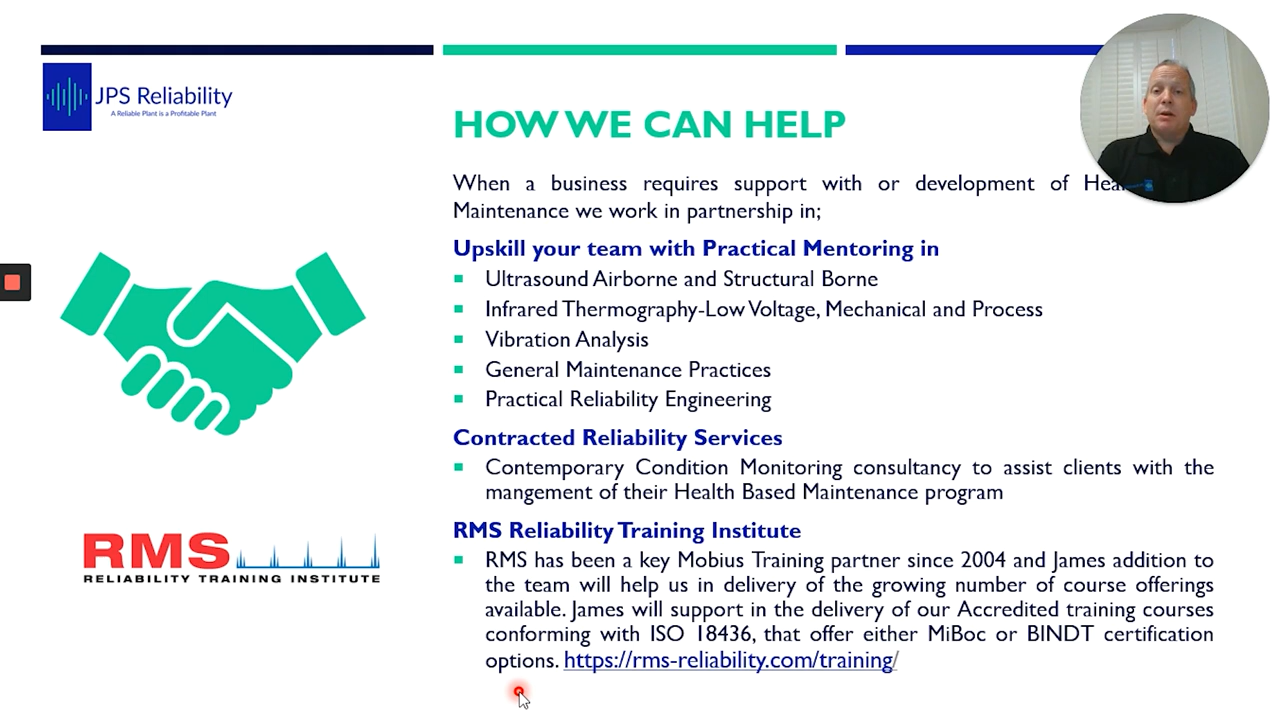 JPS Reliability
A Reliable Plant is a Profitable Plant
HOW WE CAN HELP
When a business requires support with or development of
Maintenance we work in partnership in;
Upskill your team with Practical Mentoring in
Ultrasound Airborne and Structural Borne
Infrared Thermography-Low Voltage, Mechanical and Process
Vibration Analysis
General Maintenance Practices
Practical Reliability Engineering
Contracted Reliability Services
Contemporary Condition Monitoring consultancy to assist clients with the
mangement of their Health Based Maintenance program
RMS Reliability Training Institute
RMS has been a key Mobius Training partner since 2004 and James addition to
the team will help us in delivery of the growing number of course offerings
available. James will support in the delivery of our Accredited training courses
conforming with ISO 18436, that offer either MiBoc or BINDT certification
options. https://rms-reliability.com/training/
RMS
RELIABILITY TRAINING INSTITUTE